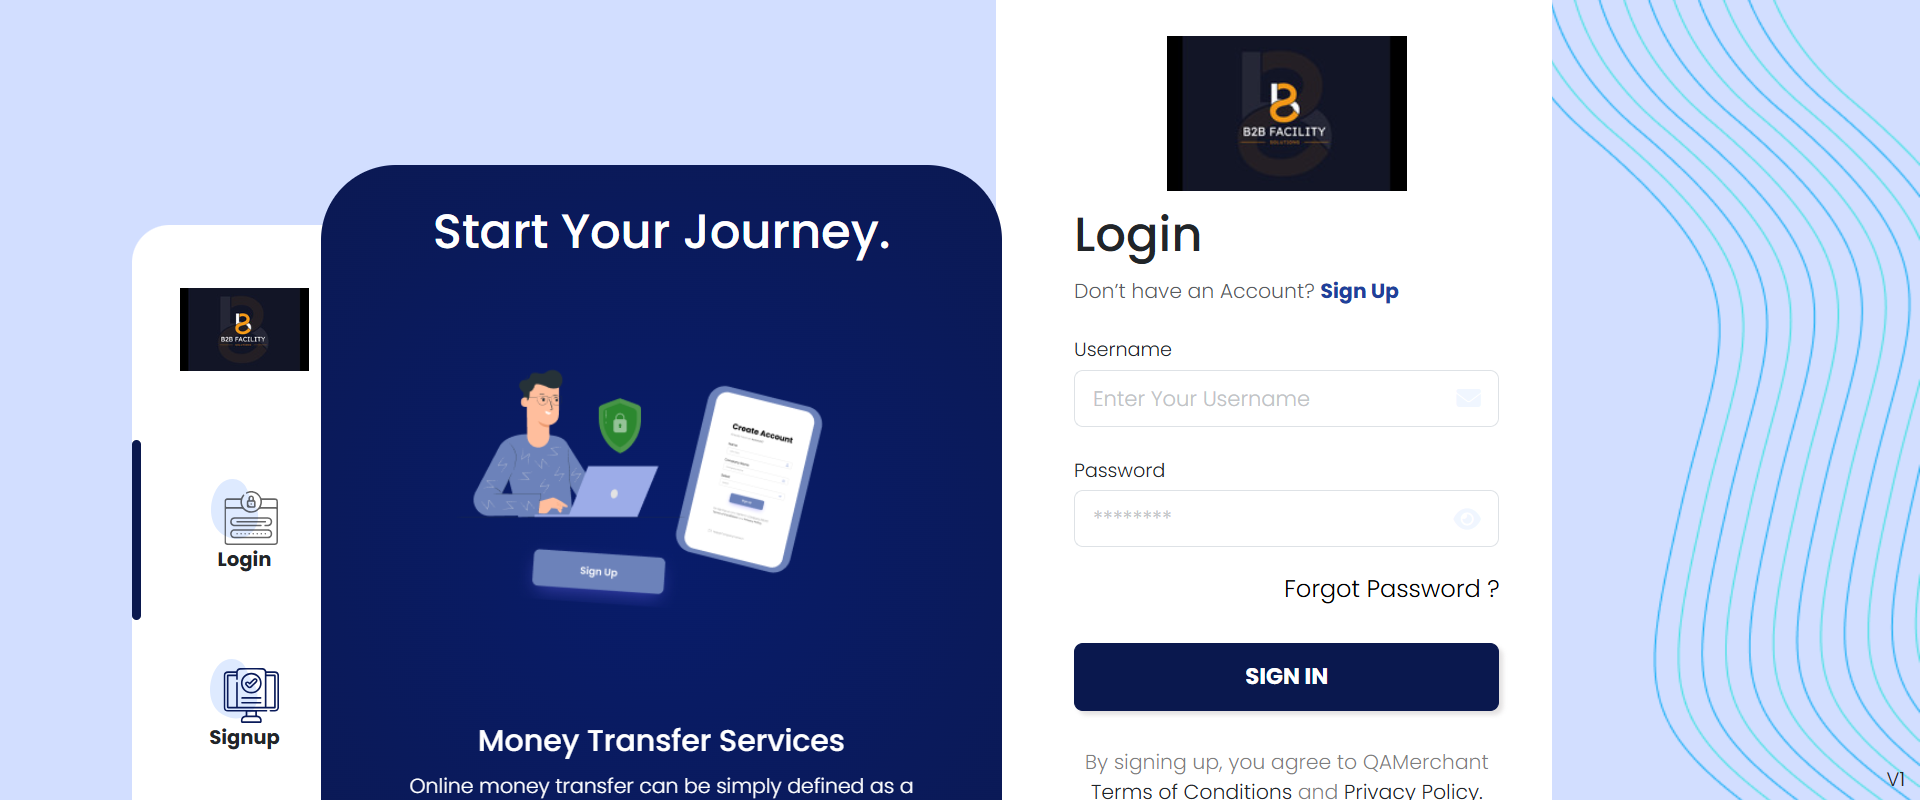 B2B FACILITY
SOLUTIONS
Login
Don't have an Account? Sign Up
Username
Enter Your Username
Password
********
Forgot Password ?
SIGN IN
By signing up, you agree to QAMerchant
Terms of Conditions and Privacy Policy.
Start Your Journey.
Create Account
Sign Up
Money Transfer Services
Online money transfer can be simply defined as a
B2B FACILITY
Login
Signup
V1